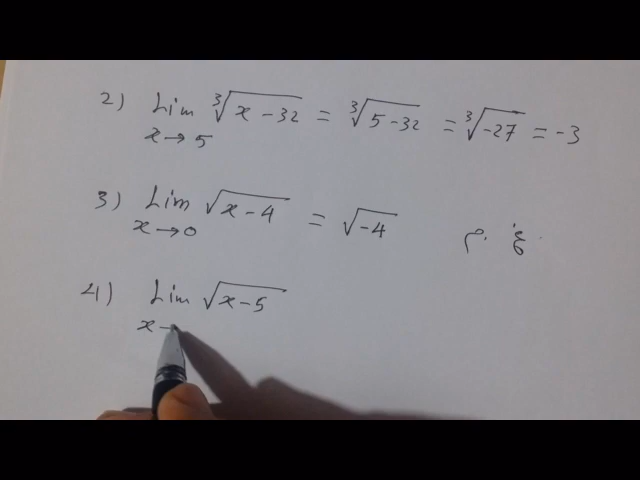 2) Lim ∛(x-32) = ∛(5-32) = ∛(-27) = -3
x→5
3) Lim √(x-4) = √-4 غ.م
x→0
4) Lim √(x-5)
x→